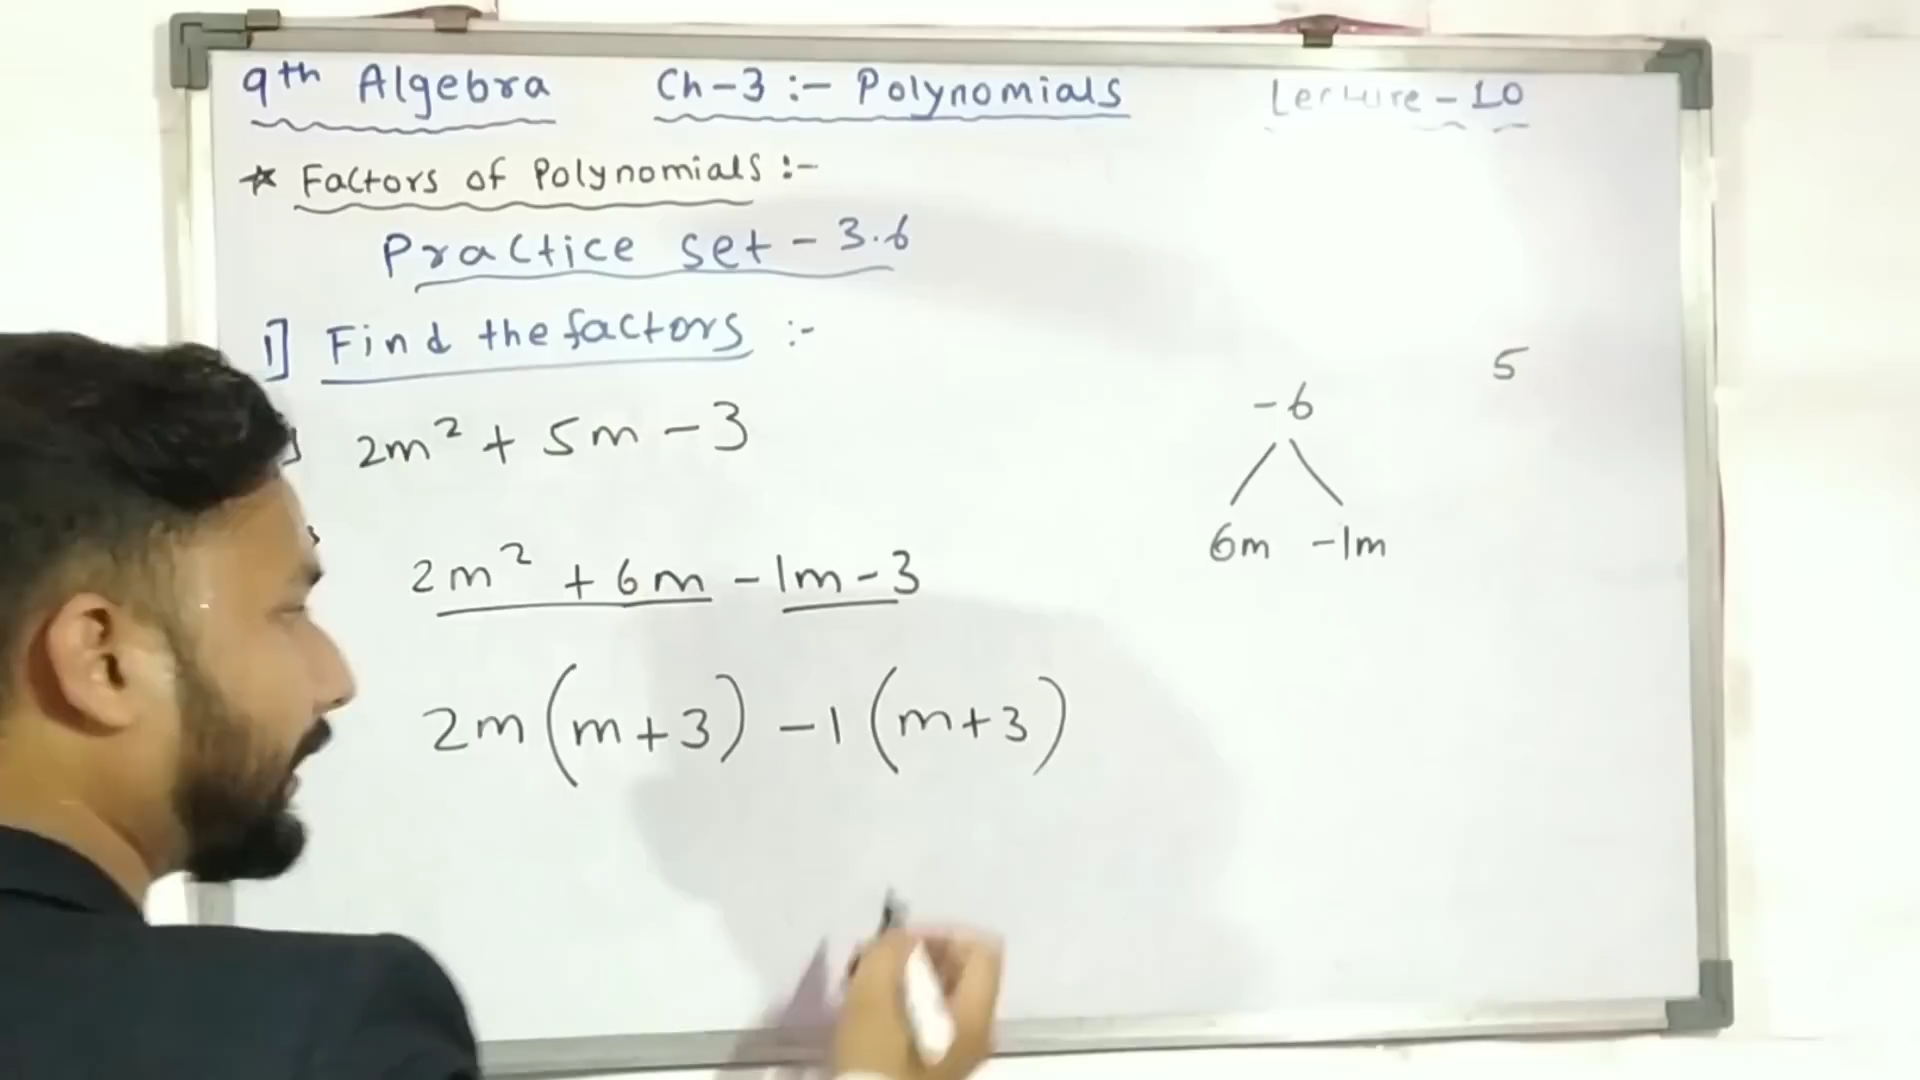 9th Algebra Ch-3 :- Polynomials Lecture - 10
* Factors of Polynomials :-
Practice set - 3.6
1] Find the factors :-
5
-6
2m² + 5m - 3
6m -1m
2m² + 6m - 1m - 3
2m (m+3) -1 (m+3)